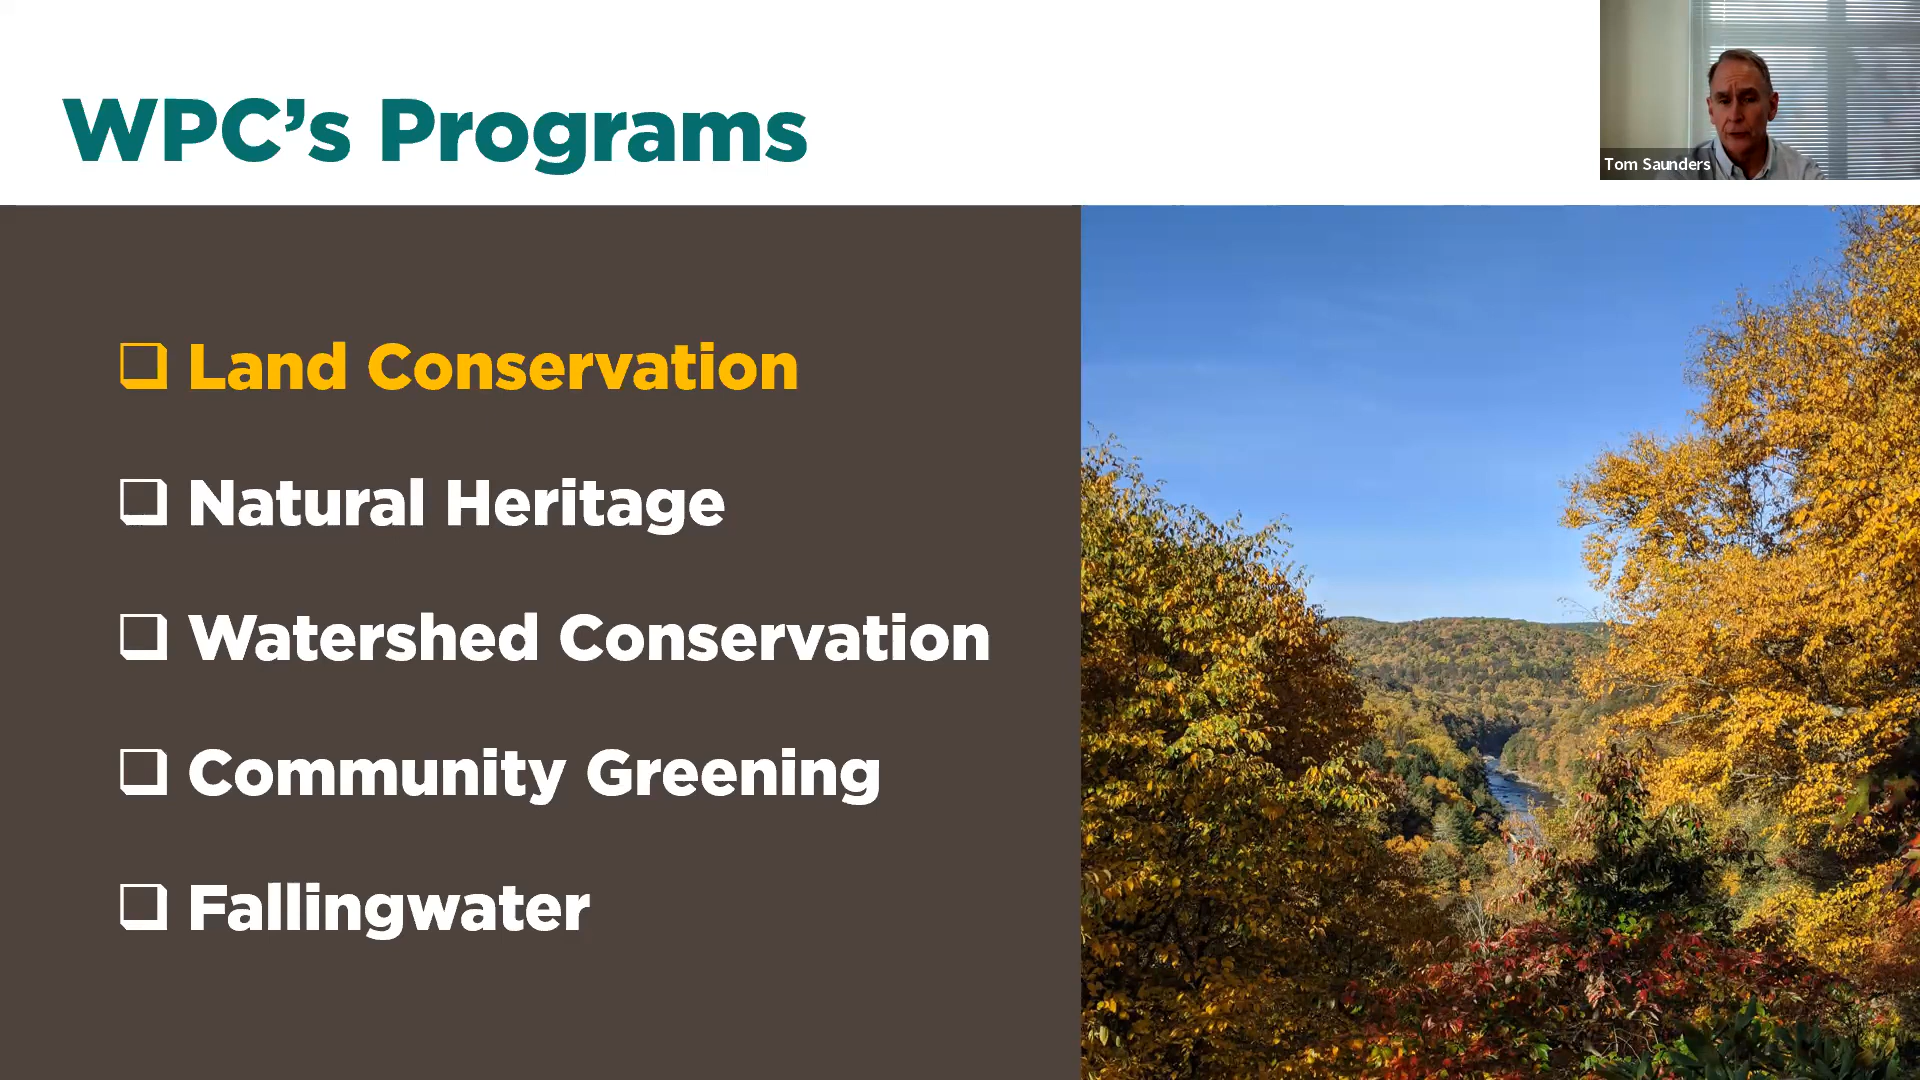 WPC’s Programs
Tom Saunders
Land Conservation
Natural Heritage
Watershed Conservation
Community Greening
Fallingwater